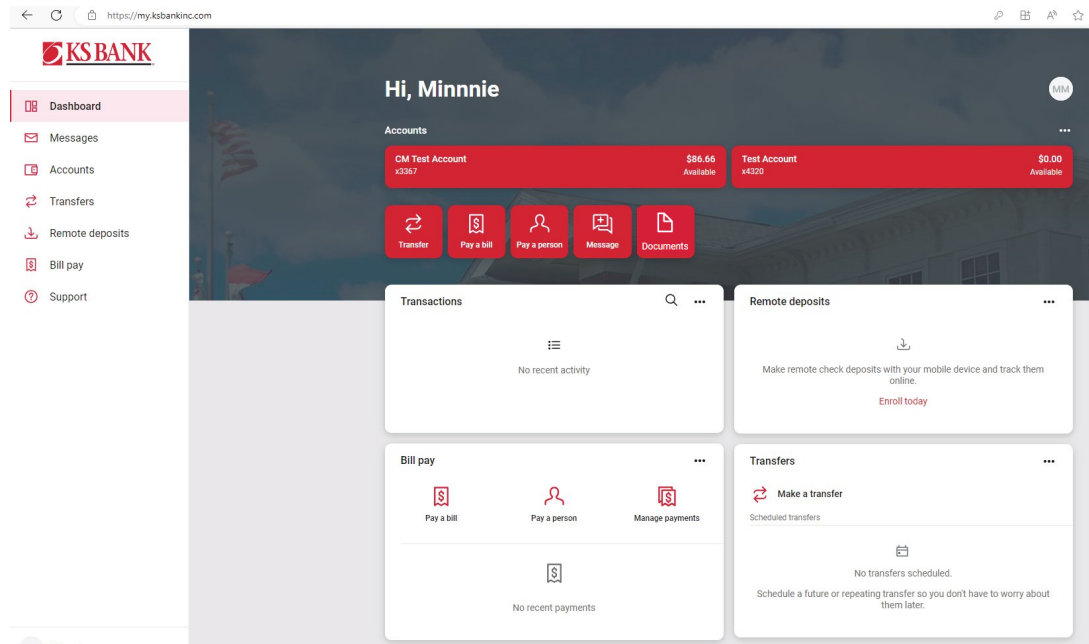 https://my.ksbankinc.com
KS BANK
Dashboard
Messages
Accounts
Transfers
Remote deposits
Bill pay
Support
Hi, Minnnie
MM
Accounts
CM Test Account
$86.66
x3367
Available
Test Account
$0.00
x4320
Available
Transfer
Pay a bill
Pay a person
Message
Documents
Transactions
No recent activity
Remote deposits
Make remote check deposits with your mobile device and track them
online.
Enroll today
Bill pay
Pay a bill
Pay a person
Manage payments
No recent payments
Transfers
Make a transfer
Scheduled transfers
No transfers scheduled.
Schedule a future or repeating transfer so you don't have to worry about
them later.